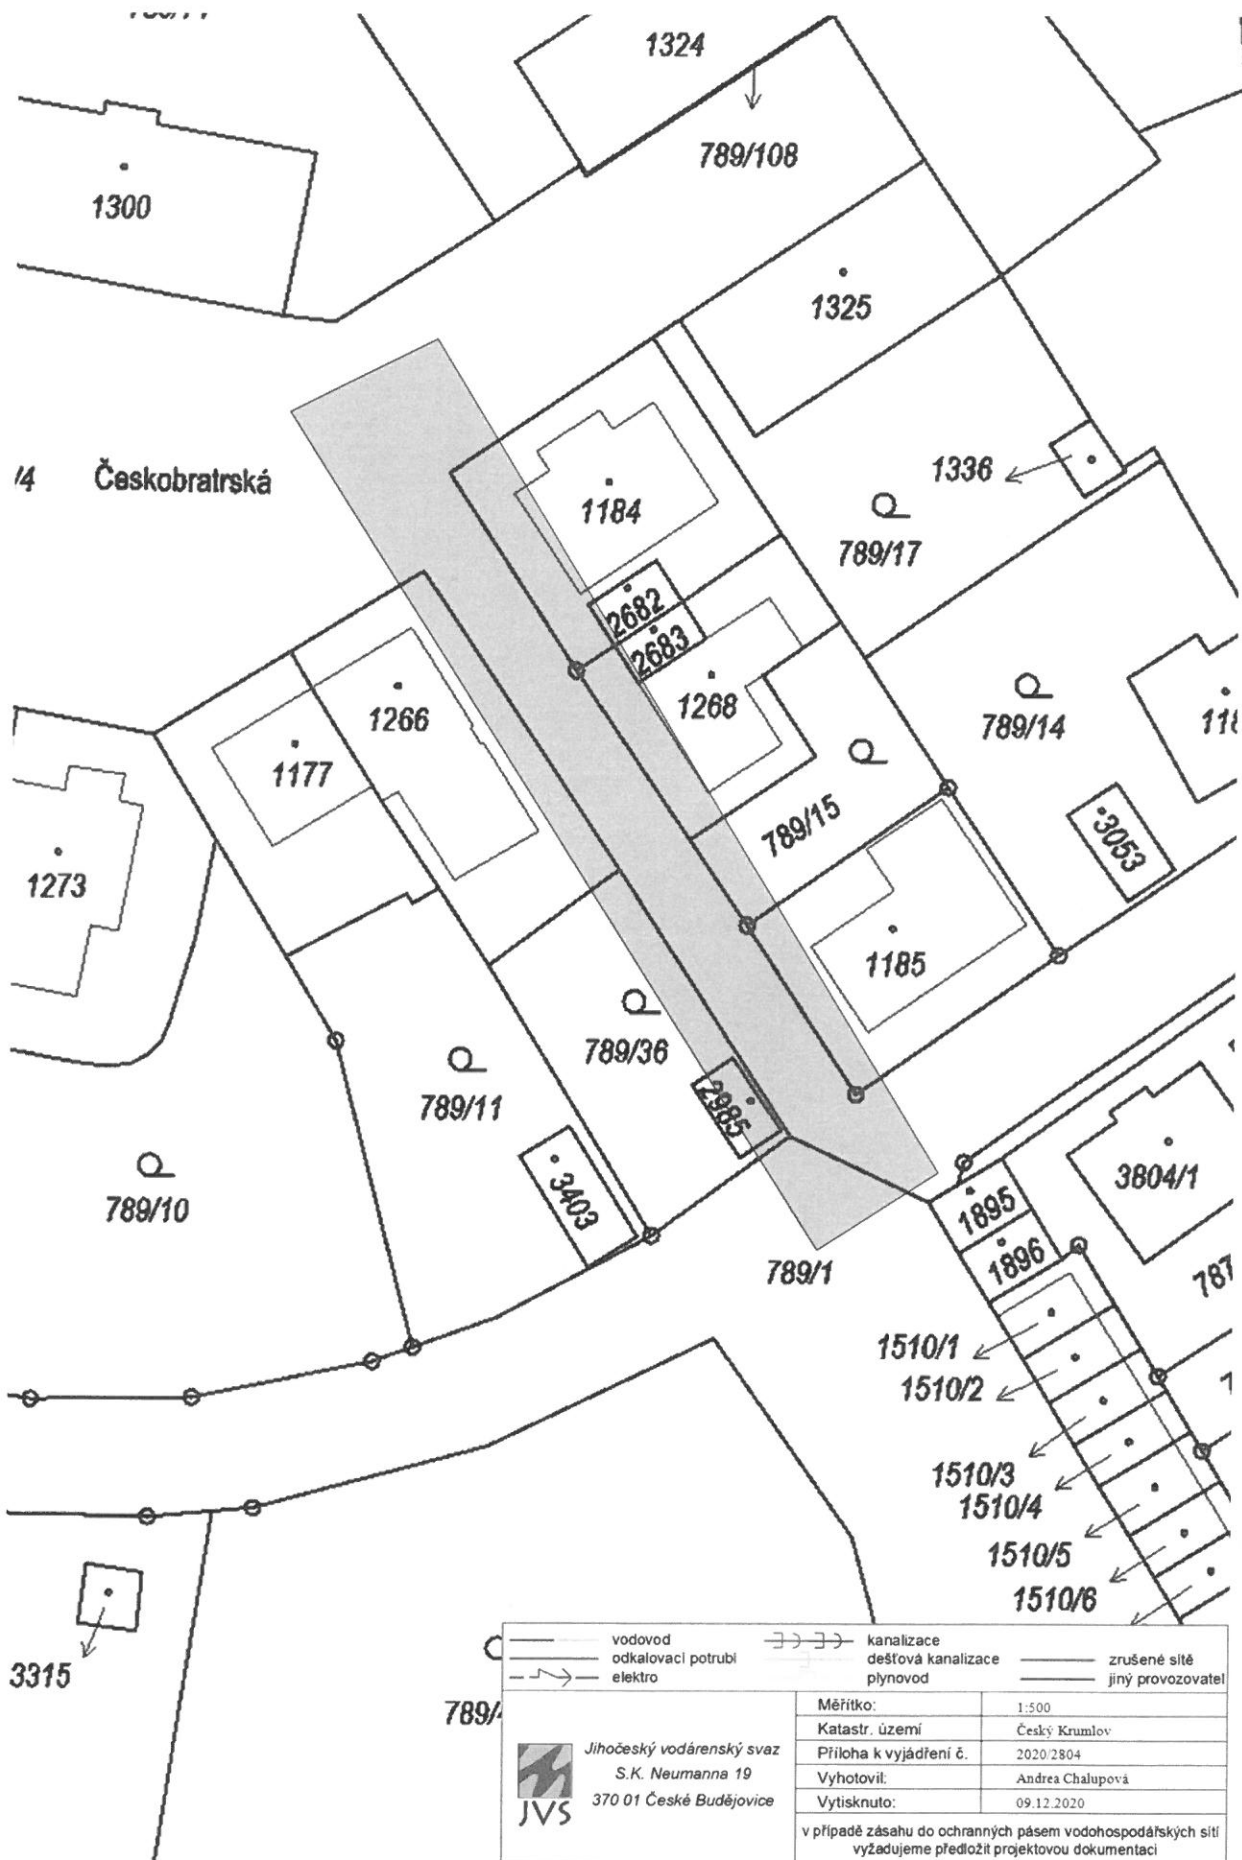 1324
789/108
1300
1325
/4 Českobratrská
1336
1184
789/17
2682
2683
1268
1266
789/14
1177
789/15
3053
1273
1185
789/36
789/11
2985
789/10
3403
3804/1
1895
1896
789/1
1510/1
1510/2
1510/3
1510/4
1510/5
1510/6
3315
vodovod
odkalovací potrubí
elektro
kanalizace
dešťová kanalizace
plynovod
zrušené sítě
jiný provozovatel
Jihočeský vodárenský svaz
S.K. Neumanna 19
370 01 České Budějovice
JVS
Měřítko: 1:500
Katastr. území Český Krumlov
Příloha k vyjádření č. 2020/2804
Vyhotovil: Andrea Chalupová
Vytisknuto: 09.12.2020
v případě zásahu do ochranných pásem vodohospodářských sítí
vyžadujeme předložit projektovou dokumentaci